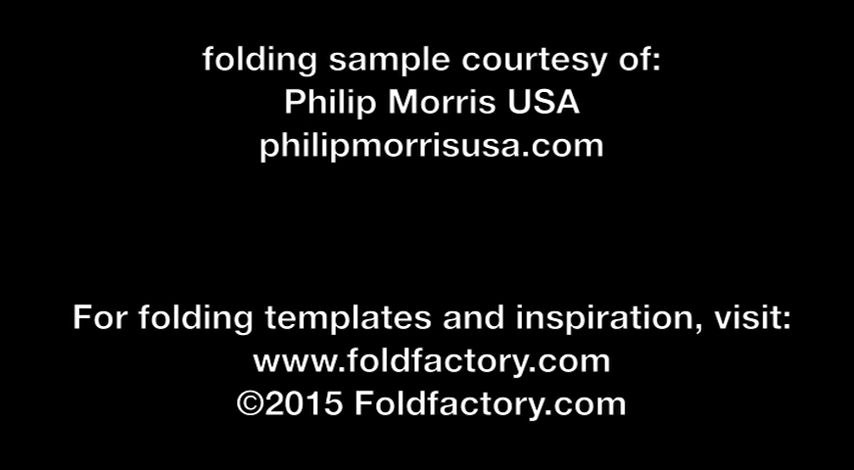 folding sample courtesy of:
Philip Morris USA
philipmorrisusa.com
For folding templates and inspiration, visit:
www.foldfactory.com
©2015 Foldfactory.com